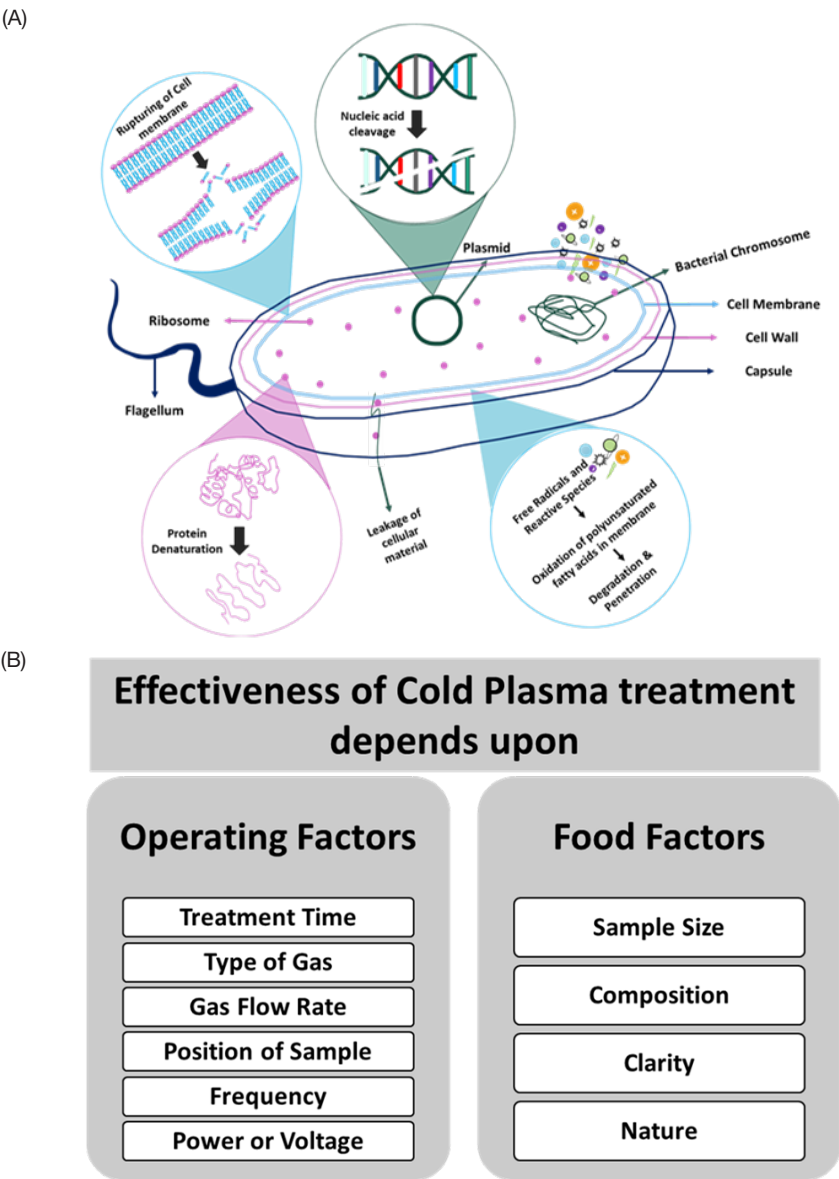 (A)
Rupturing of Cell
membrane
Nucleic acid
cleavage
Plasmid
Bacterial Chromosome
Ribosome
Cell Membrane
Cell Wall
Capsule
Flagellum
Protein
Denaturation
Leakage of
cellular
material
Free Radicals and
Reactive Species
Oxidation of polyunsaturated
fatty acids in membrane
Degradation &
Penetration
(B)
Effectiveness of Cold Plasma treatment
depends upon
Operating Factors
Treatment Time
Type of Gas
Gas Flow Rate
Position of Sample
Frequency
Power or Voltage
Food Factors
Sample Size
Composition
Clarity
Nature